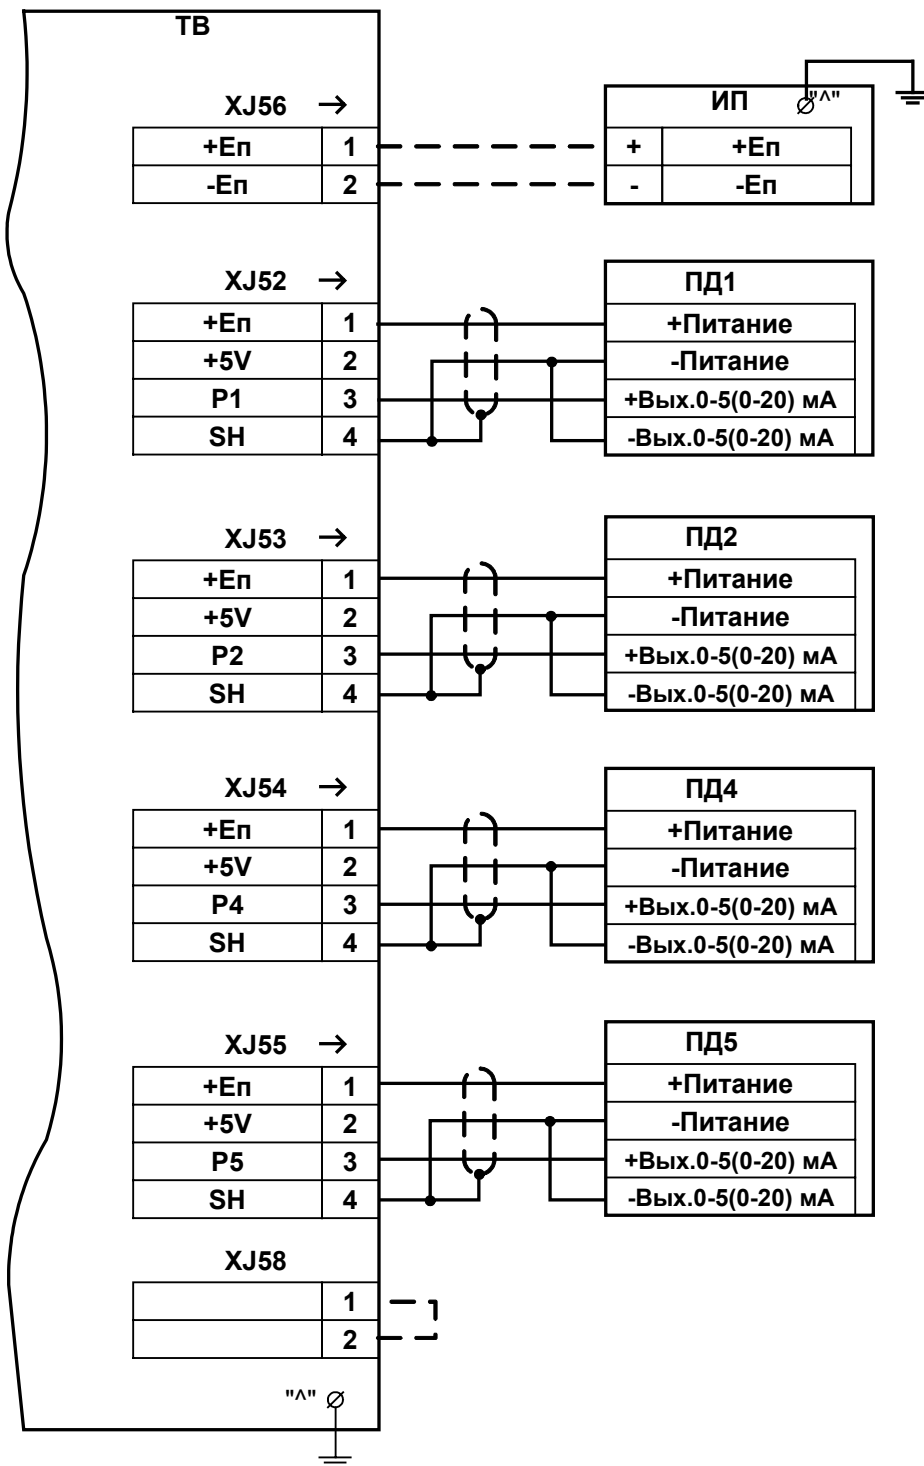 ТВ
XJ56 →
+Еп 1
-Еп 2
ИП "^"
+ +Еп
- -Еп
XJ52 →
+Еп 1
+5V 2
P1 3
SH 4
ПД1
+Питание
-Питание
+Вых.0-5(0-20) мА
-Вых.0-5(0-20) мА
XJ53 →
+Еп 1
+5V 2
P2 3
SH 4
ПД2
+Питание
-Питание
+Вых.0-5(0-20) мА
-Вых.0-5(0-20) мА
XJ54 →
+Еп 1
+5V 2
P4 3
SH 4
ПД4
+Питание
-Питание
+Вых.0-5(0-20) мА
-Вых.0-5(0-20) мА
XJ55 →
+Еп 1
+5V 2
P5 3
SH 4
ПД5
+Питание
-Питание
+Вых.0-5(0-20) мА
-Вых.0-5(0-20) мА
XJ58
1
2
"^"